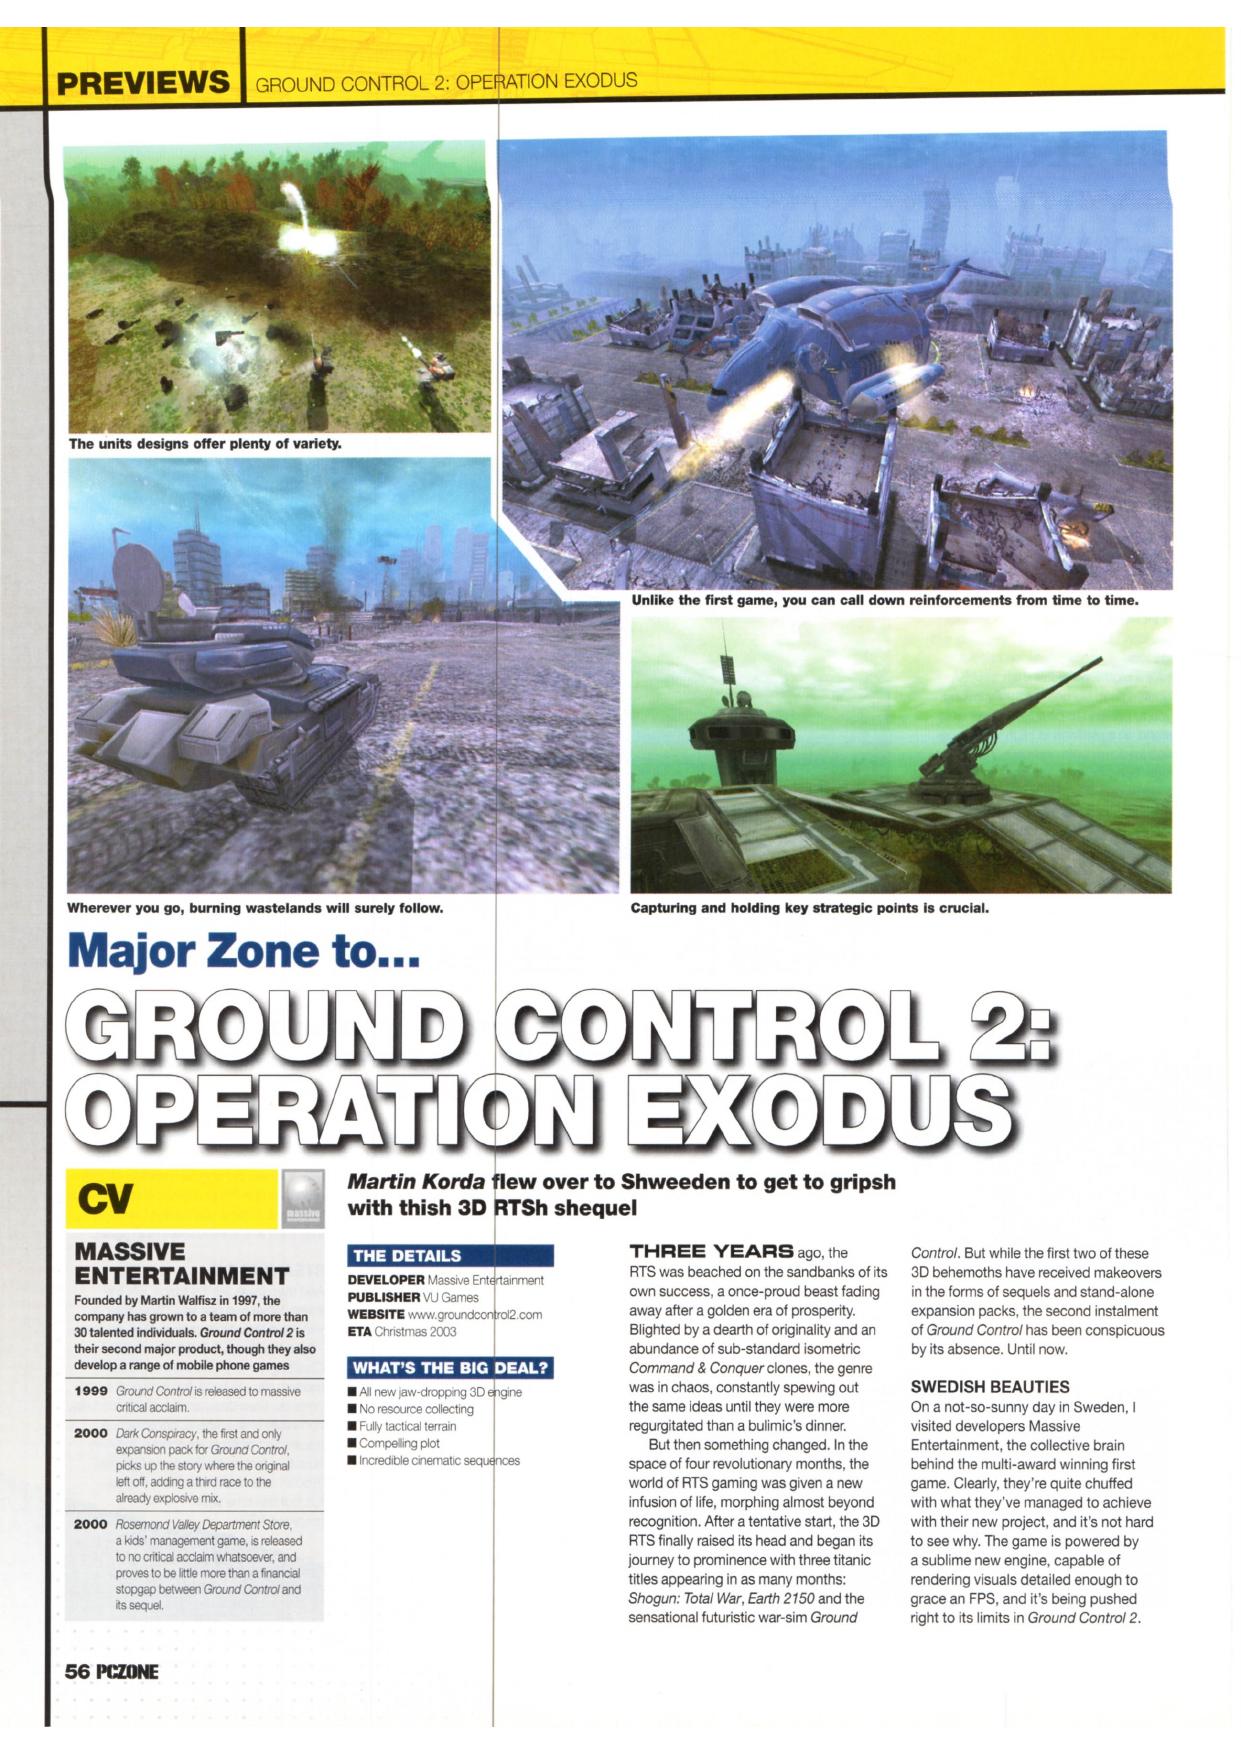 PREVIEWS
GROUND CONTROL 2: OPERATION EXODUS
The units designs offer plenty of variety.
Unlike the first game, you can call down reinforcements from time to time.
Wherever you go, burning wastelands will surely follow.
Capturing and holding key strategic points is crucial.
Major Zone to...
GROUND CONTROL 2:
OPERATION EXODUS
CV
massive
MASSIVE
ENTERTAINMENT
Founded by Martin Walfisz in 1997, the
company has grown to a team of more than
30 talented individuals. Ground Control 2 is
their second major product, though they also
develop a range of mobile phone games
1999 Ground Control is released to massive
critical acclaim.
2000 Dark Conspiracy, the first and only
expansion pack for Ground Control,
picks up the story where the original
left off, adding a third race to the
already explosive mix.
2000 Rosemond Valley Department Store,
a kids' management game, is released
to no critical acclaim whatsoever, and
proves to be little more than a financial
stopgap between Ground Control and
its sequel.
Martin Korda flew over to Shweeden to get to gripsh
with thish 3D RTSh shequel
THE DETAILS
DEVELOPER Massive Entertainment
PUBLISHER VU Games
WEBSITE www.groundcontrol2.com
ETA Christmas 2003
WHAT'S THE BIG DEAL?
■ All new jaw-dropping 3D engine
■ No resource collecting
■ Fully tactical terrain
■ Compelling plot
■ Incredible cinematic sequences
THREE YEARS ago, the
RTS was beached on the sandbanks of its
own success, a once-proud beast fading
away after a golden era of prosperity.
Blighted by a dearth of originality and an
abundance of sub-standard isometric
Command & Conquer clones, the genre
was in chaos, constantly spewing out
the same ideas until they were more
regurgitated than a bulimic's dinner.
But then something changed. In the
space of four revolutionary months, the
world of RTS gaming was given a new
infusion of life, morphing almost beyond
recognition. After a tentative start, the 3D
RTS finally raised its head and began its
journey to prominence with three titanic
titles appearing in as many months:
Shogun: Total War, Earth 2150 and the
sensational futuristic war-sim Ground
Control. But while the first two of these
3D behemoths have received makeovers
in the forms of sequels and stand-alone
expansion packs, the second instalment
of Ground Control has been conspicuous
by its absence. Until now.
SWEDISH BEAUTIES
On a not-so-sunny day in Sweden, I
visited developers Massive
Entertainment, the collective brain
behind the multi-award winning first
game. Clearly, they're quite chuffed
with what they've managed to achieve
with their new project, and it's not hard
to see why. The game is powered by
a sublime new engine, capable of
rendering visuals detailed enough to
grace an FPS, and it's being pushed
right to its limits in Ground Control 2.
56 PCZONE